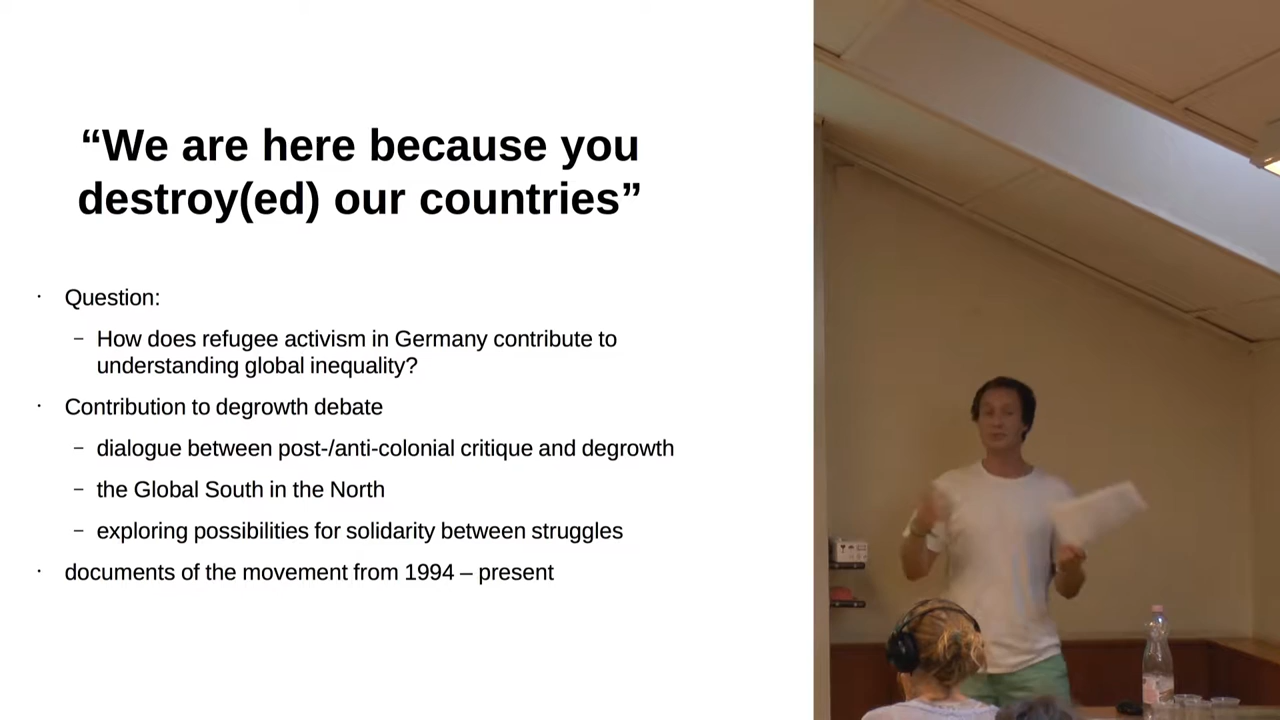 “We are here because you
destroy(ed) our countries”
· Question:
– How does refugee activism in Germany contribute to
understanding global inequality?
· Contribution to degrowth debate
– dialogue between post-/anti-colonial critique and degrowth
– the Global South in the North
– exploring possibilities for solidarity between struggles
· documents of the movement from 1994 – present